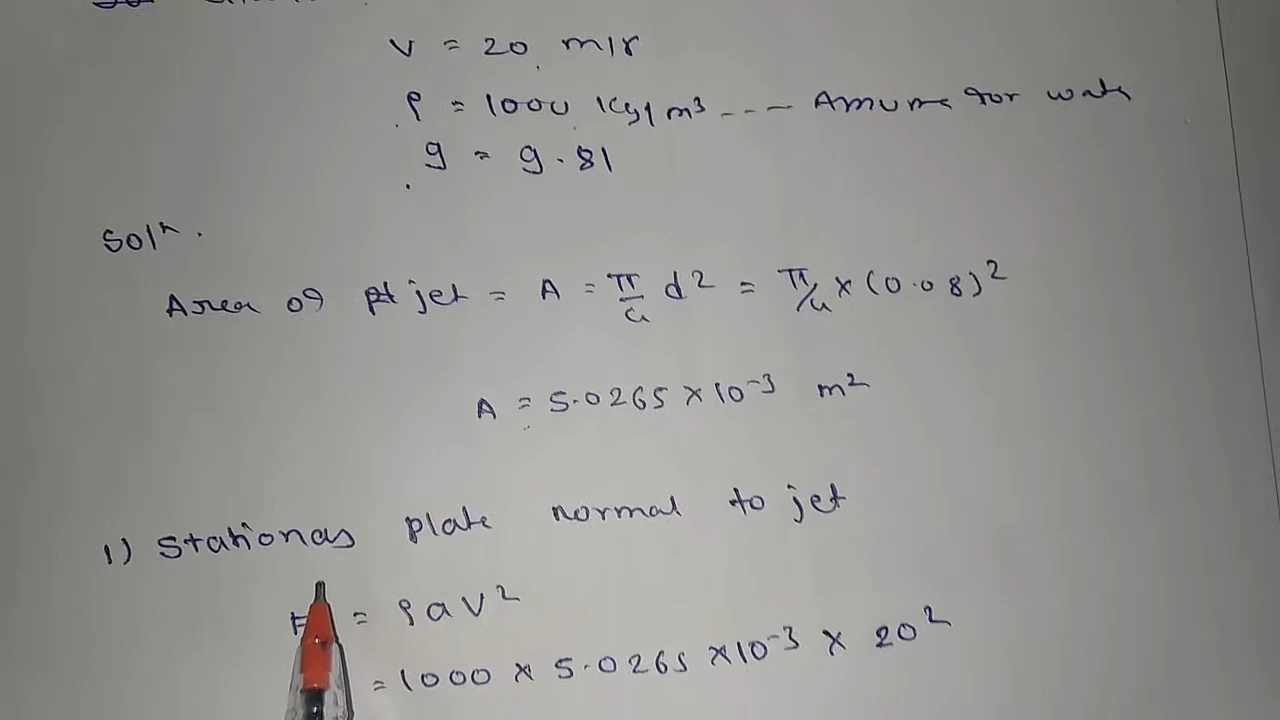 V = 20 m/s
ρ = 1000 Kg/m³ ---- Assume for water
g = 9.81
Solⁿ.
Area of jet = A = π/4 d² = π/4 × (0.08)²
A = 5.0265 × 10⁻³ m²
1) Stationary plate normal to jet
F = ρav²
= 1000 × 5.0265 × 10⁻³ × 20²